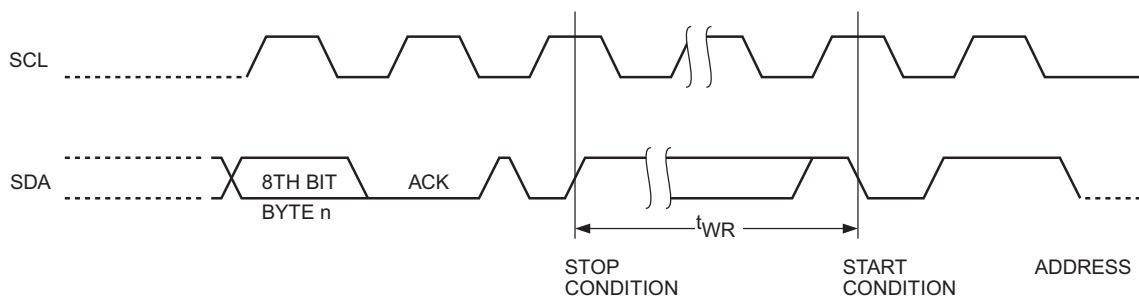 SCL
SDA
8TH BIT
ACK
BYTE n
tWR
STOP
CONDITION
START
CONDITION
ADDRESS